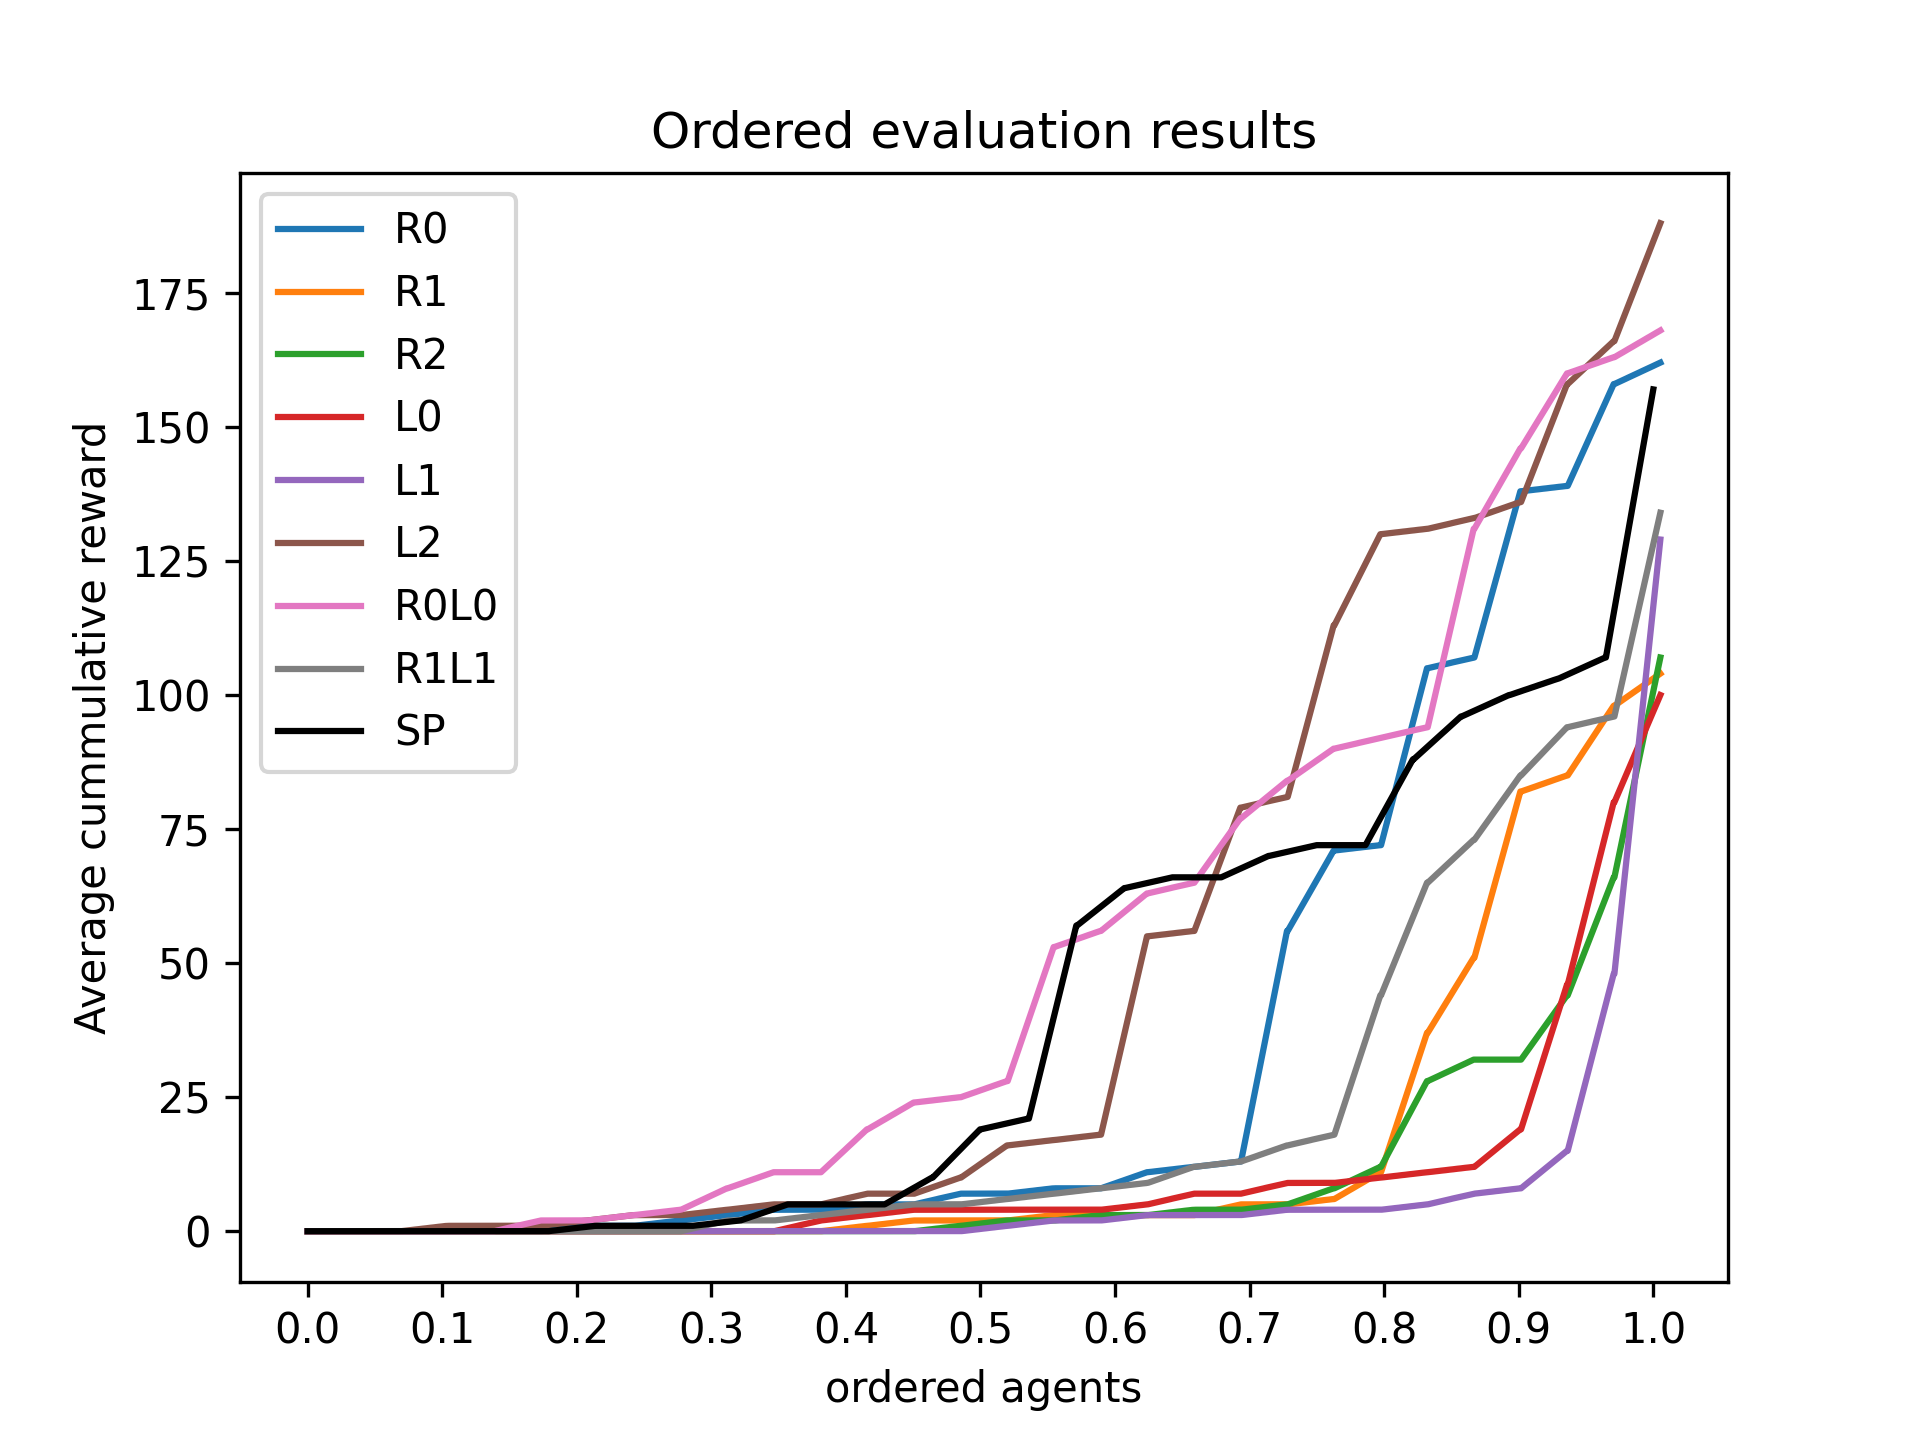 Ordered evaluation results
R0
R1
R2
L0
L1
L2
R0L0
R1L1
SP
Average cummulative reward
175
150
125
100
75
50
25
0
0.0 0.1 0.2 0.3 0.4 0.5 0.6 0.7 0.8 0.9 1.0
ordered agents